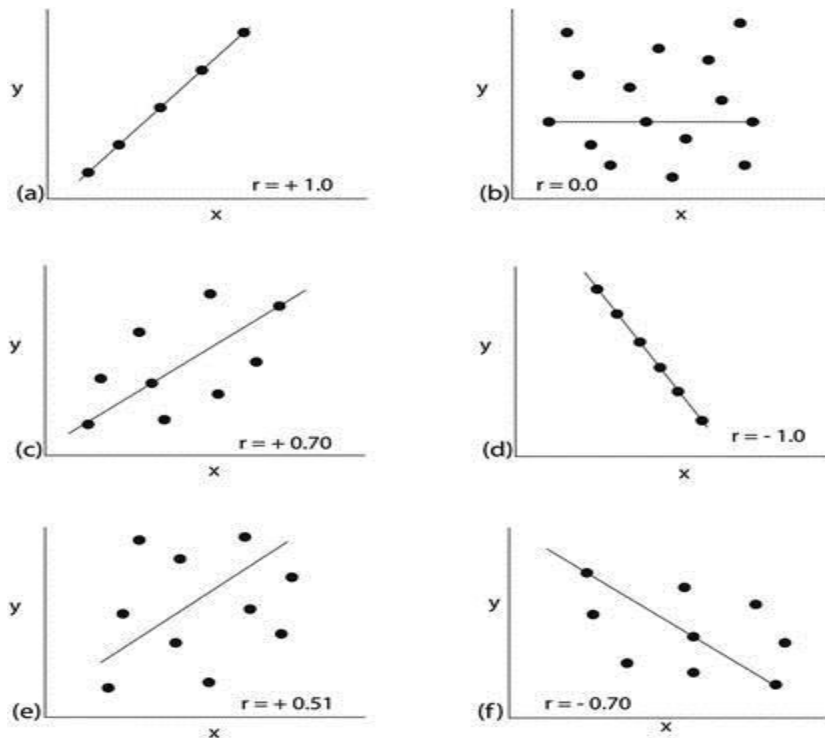 y
(a)
r = + 1.0
x
y
(b)
r = 0.0
x
y
(c)
r = + 0.70
x
y
(d)
r = - 1.0
x
y
(e)
r = + 0.51
x
y
(f)
r = - 0.70
x